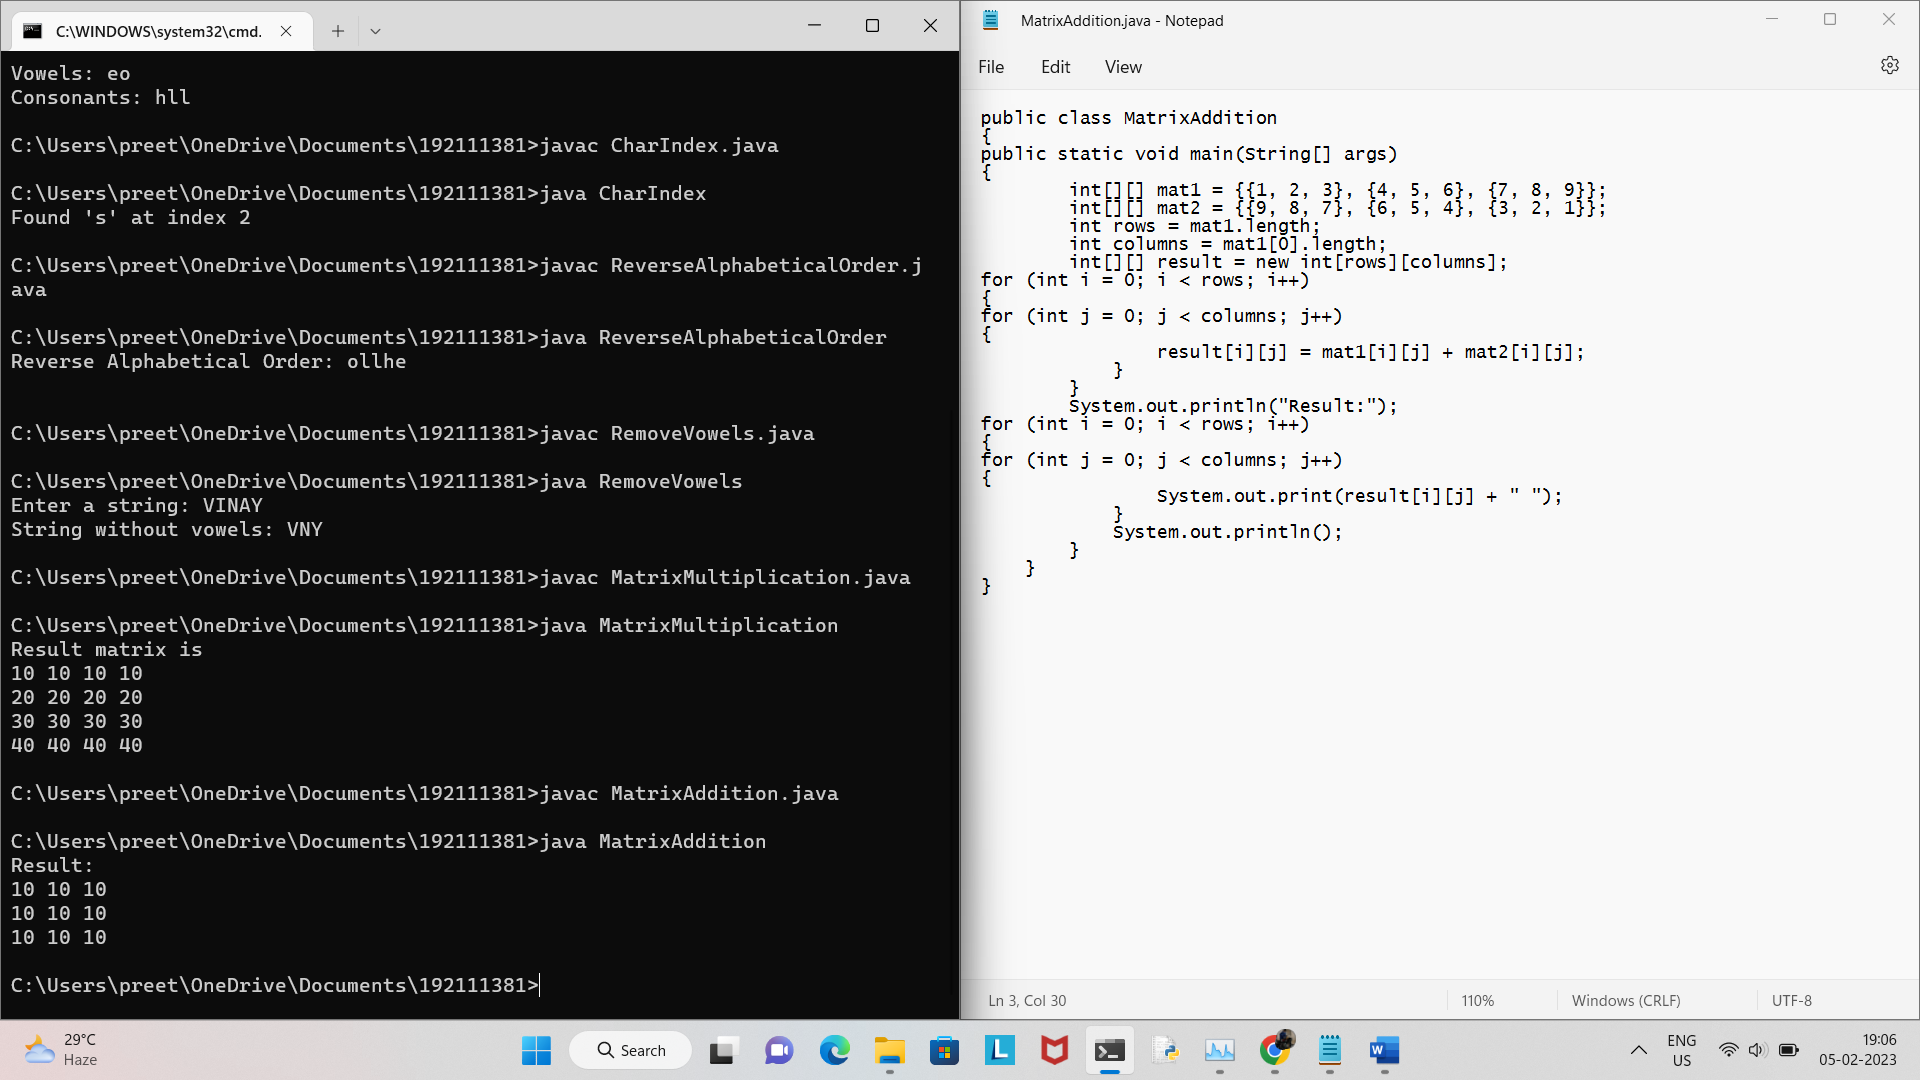 C:\WINDOWS\system32\cmd.
Vowels: eo
Consonants: hll
C:\Users\preet\OneDrive\Documents\192111381>javac CharIndex.java
C:\Users\preet\OneDrive\Documents\192111381>java CharIndex
Found 's' at index 2
C:\Users\preet\OneDrive\Documents\192111381>javac ReverseAlphabeticalOrder.j
ava
C:\Users\preet\OneDrive\Documents\192111381>java ReverseAlphabeticalOrder
Reverse Alphabetical Order: ollhe
C:\Users\preet\OneDrive\Documents\192111381>javac RemoveVowels.java
C:\Users\preet\OneDrive\Documents\192111381>java RemoveVowels
Enter a string: VINAY
String without vowels: VNY
C:\Users\preet\OneDrive\Documents\192111381>javac MatrixMultiplication.java
C:\Users\preet\OneDrive\Documents\192111381>java MatrixMultiplication
Result matrix is
10 10 10 10
20 20 20 20
30 30 30 30
40 40 40 40
C:\Users\preet\OneDrive\Documents\192111381>javac MatrixAddition.java
C:\Users\preet\OneDrive\Documents\192111381>java MatrixAddition
Result:
10 10 10
10 10 10
10 10 10
C:\Users\preet\OneDrive\Documents\192111381>
MatrixAddition.java - Notepad
File Edit View
public class MatrixAddition
{
public static void main(String[] args)
{
int[][] mat1 = {{1, 2, 3}, {4, 5, 6}, {7, 8, 9}};
int[][] mat2 = {{9, 8, 7}, {6, 5, 4}, {3, 2, 1}};
int rows = mat1.length;
int columns = mat1[0].length;
int[][] result = new int[rows][columns];
for (int i = 0; i < rows; i++)
{
for (int j = 0; j < columns; j++)
{
result[i][j] = mat1[i][j] + mat2[i][j];
}
}
System.out.println("Result:");
for (int i = 0; i < rows; i++)
{
for (int j = 0; j < columns; j++)
{
System.out.print(result[i][j] + " ");
}
System.out.println();
}
}
}
Ln 3, Col 30 110% Windows (CRLF) UTF-8
29°C
Haze
Search
L
W
ENG
US
19:06
05-02-2023